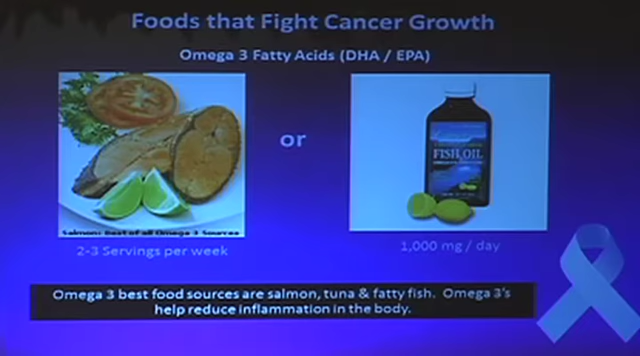 Foods that Fight Cancer Growth
Omega 3 Fatty Acids (DHA / EPA)
or
FISH OIL
Salmon: Best of all Omega 3 Sources
2-3 Servings per week
1,000 mg / day
Omega 3 best food sources are salmon, tuna & fatty fish. Omega 3's
help reduce inflammation in the body.